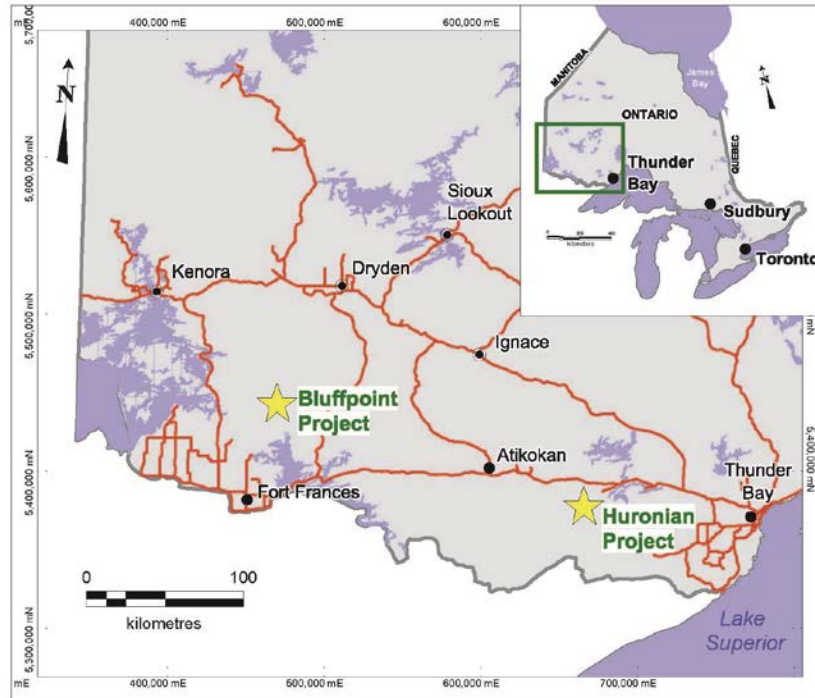 mE
400,000 mE
500,000 mE
600,000 mE
5,700
N
5,600,000 mN
5,500,000 mN
5,400,000 mN
5,300,000 mN
Sioux
Lookout
Kenora
Dryden
Ignace
Bluffpoint
Project
Atikokan
Fort Frances
Thunder
Bay
Huronian
Project
0
100
kilometres
Lake
Superior
mN
5,400,000 mN
400,000 mE
500,000 mE
600,000 mE
700,000 mE
MANITOBA
James
Bay
N
ONTARIO
QUEBEC
Thunder
Bay
Sudbury
Toronto